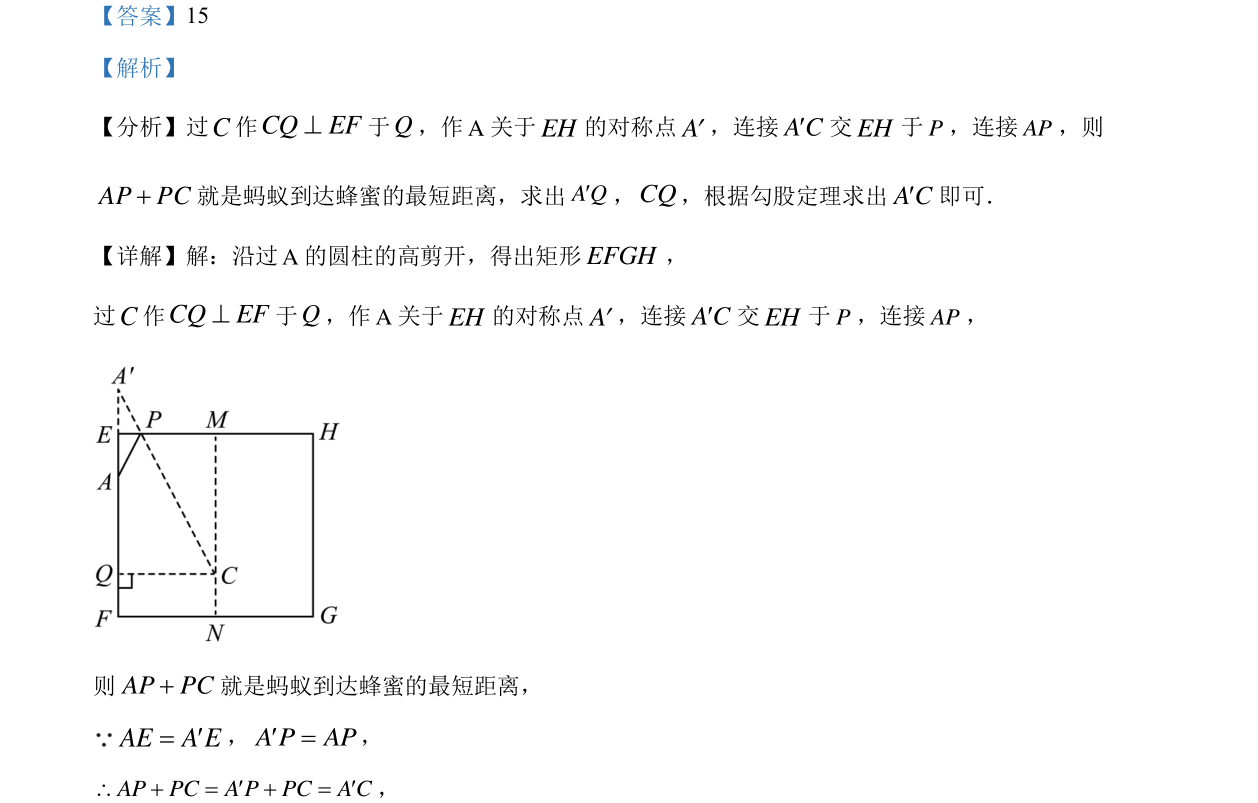 【答案】15
【解析】
【分析】过C作CQ⊥EF于Q，作A关于EH的对称点A′，连接A′C交EH于P，连接AP，则
AP+PC就是蚂蚁到达蜂蜜的最短距离，求出A′Q，CQ，根据勾股定理求出A′C即可．
【详解】解：沿过A的圆柱的高剪开，得出矩形EFGH，
过C作CQ⊥EF于Q，作A关于EH的对称点A′，连接A′C交EH于P，连接AP，
A′
P M
E H
A
Q C
F G
N
则AP+PC就是蚂蚁到达蜂蜜的最短距离，
∵AE=A′E，A′P=AP，
∴AP+PC=A′P+PC=A′C，